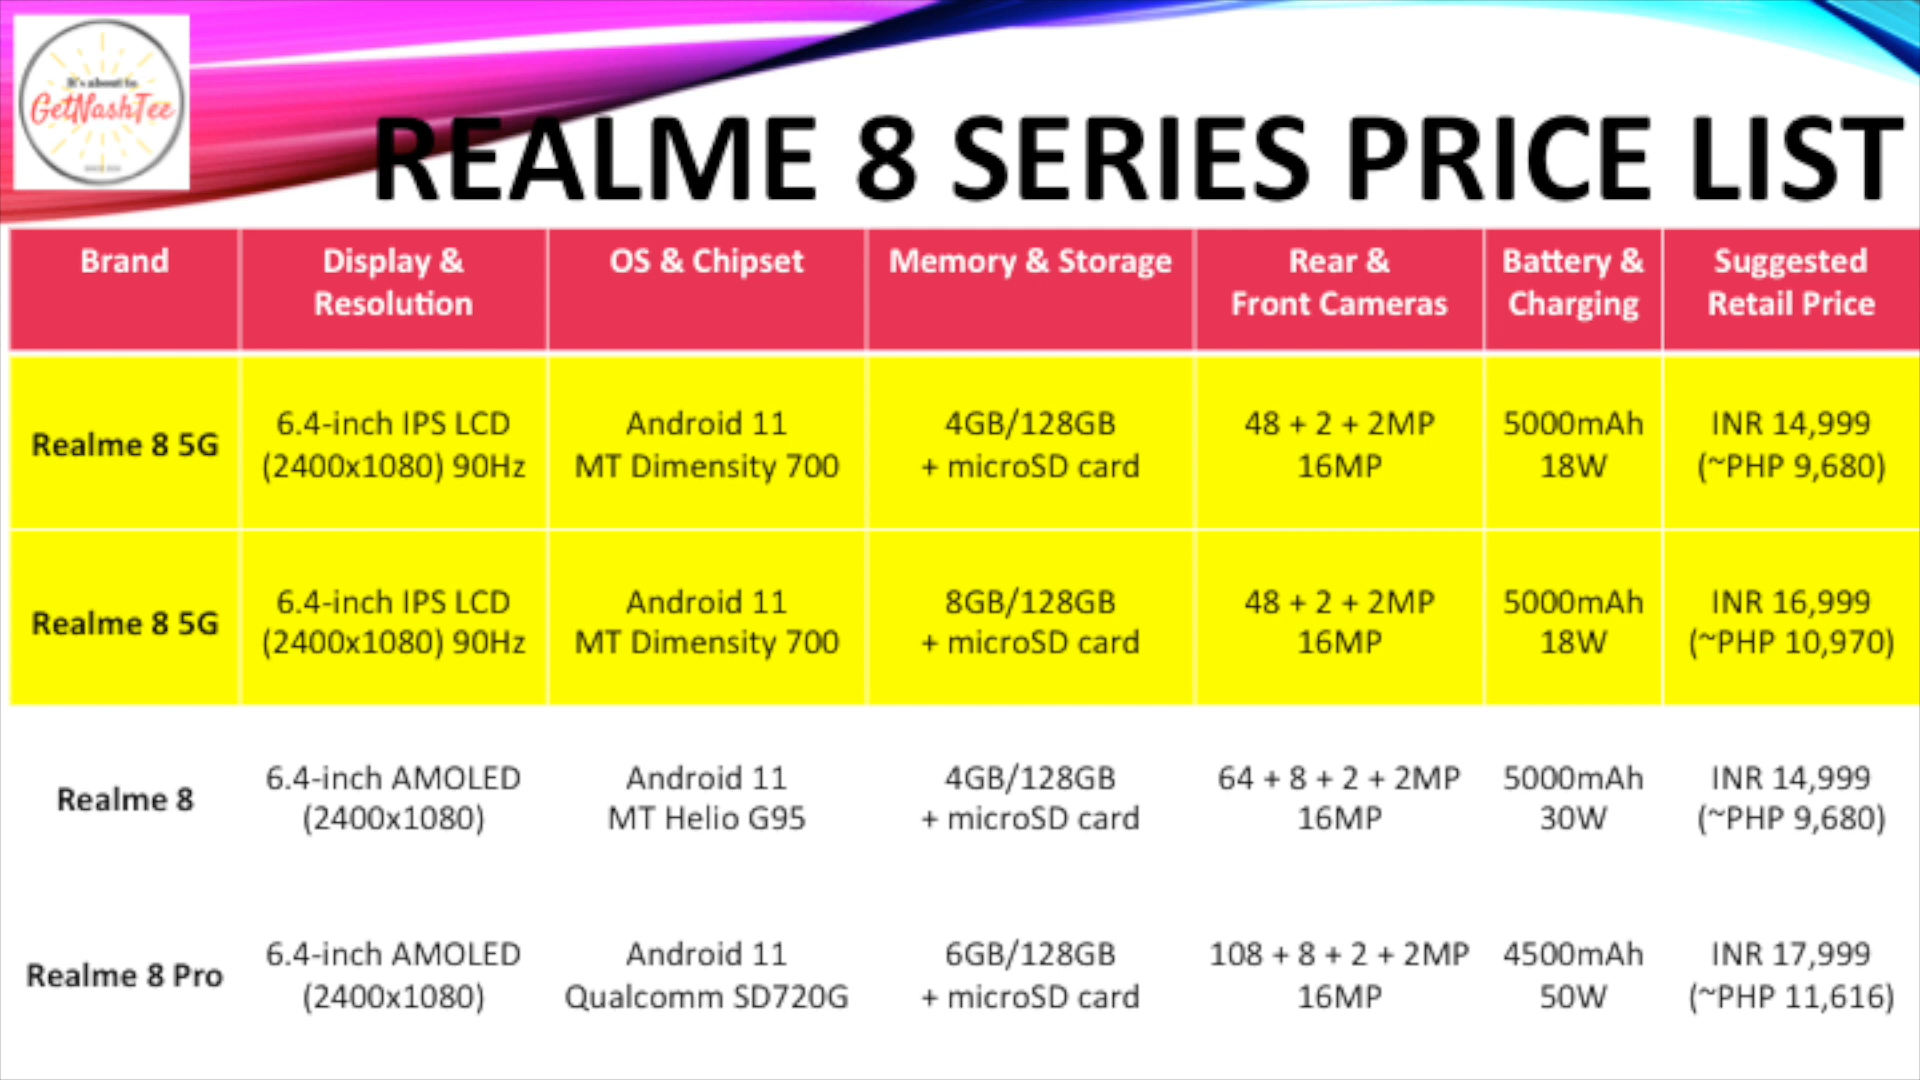 It's about to
GetNashTee
REALME 8 SERIES PRICE LIST
Brand
Display &
Resolution
OS & Chipset
Memory & Storage
Rear &
Front Cameras
Battery &
Charging
Suggested
Retail Price
Realme 8 5G
6.4-inch IPS LCD
(2400x1080) 90Hz
Android 11
MT Dimensity 700
4GB/128GB
+ microSD card
48 + 2 + 2MP
16MP
5000mAh
18W
INR 14,999
(~PHP 9,680)
Realme 8 5G
6.4-inch IPS LCD
(2400x1080) 90Hz
Android 11
MT Dimensity 700
8GB/128GB
+ microSD card
48 + 2 + 2MP
16MP
5000mAh
18W
INR 16,999
(~PHP 10,970)
Realme 8
6.4-inch AMOLED
(2400x1080)
Android 11
MT Helio G95
4GB/128GB
+ microSD card
64 + 8 + 2 + 2MP
16MP
5000mAh
30W
INR 14,999
(~PHP 9,680)
Realme 8 Pro
6.4-inch AMOLED
(2400x1080)
Android 11
Qualcomm SD720G
6GB/128GB
+ microSD card
108 + 8 + 2 + 2MP
16MP
4500mAh
50W
INR 17,999
(~PHP 11,616)